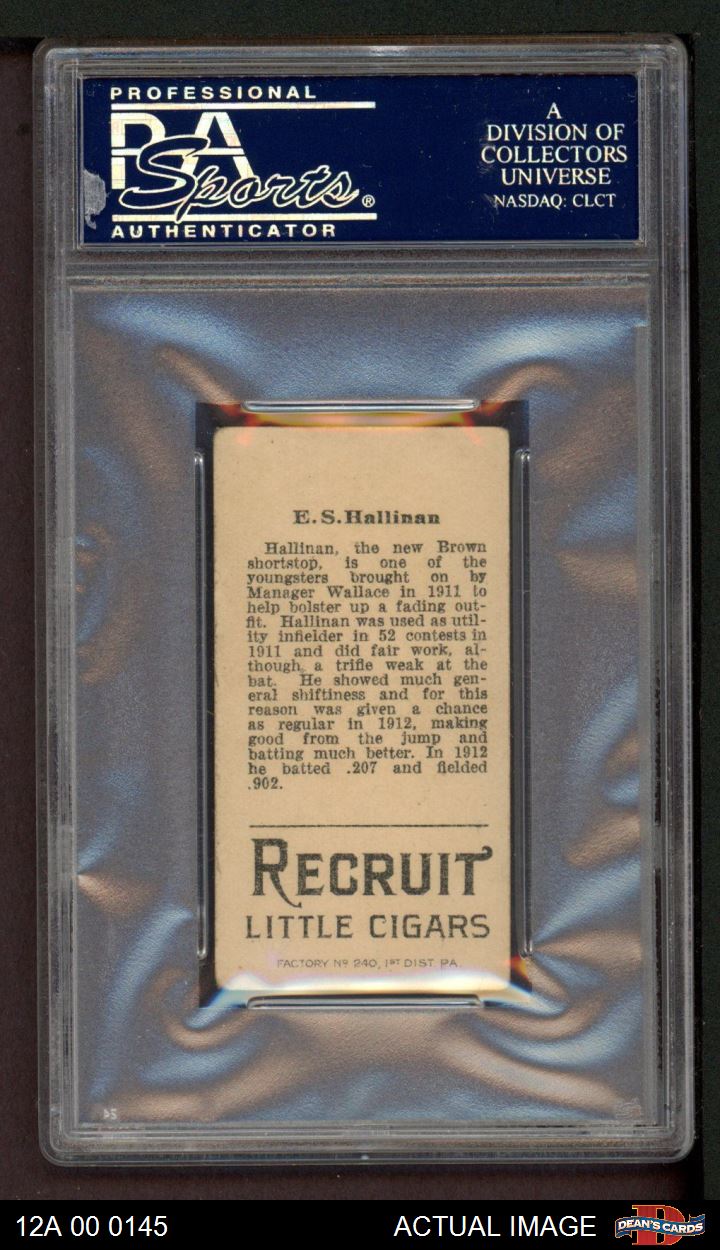 PROFESSIONAL
PSA
Sports®
AUTHENTICATOR
A
DIVISION OF
COLLECTORS
UNIVERSE
NASDAQ: CLCT
E. S. Hallinan
Hallinan, the new Brown
shortstop, is one of the
youngsters brought on by
Manager Wallace in 1911 to
help bolster up a fading out-
fit. Hallinan was used as util-
ity infielder in 52 contests in
1911 and did fair work, al-
though a trifle weak at the
bat. He showed much gen-
eral shiftiness and for this
reason was given a chance
as regular in 1912, making
good from the jump and
batting much better. In 1912
he batted .207 and fielded
.902.
RECRUIT
LITTLE CIGARS
FACTORY Nº 240, 1ST DIST. PA.
24
12A 00 0145
ACTUAL IMAGE
D
DEAN'S CARDS